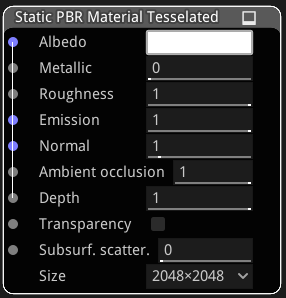 Static PBR Material Tesselated
Albedo
Metallic 0
Roughness 1
Emission 1
Normal 1
Ambient occlusion 1
Depth 1
Transparency
Subsurf. scatter. 0
Size 2048×2048